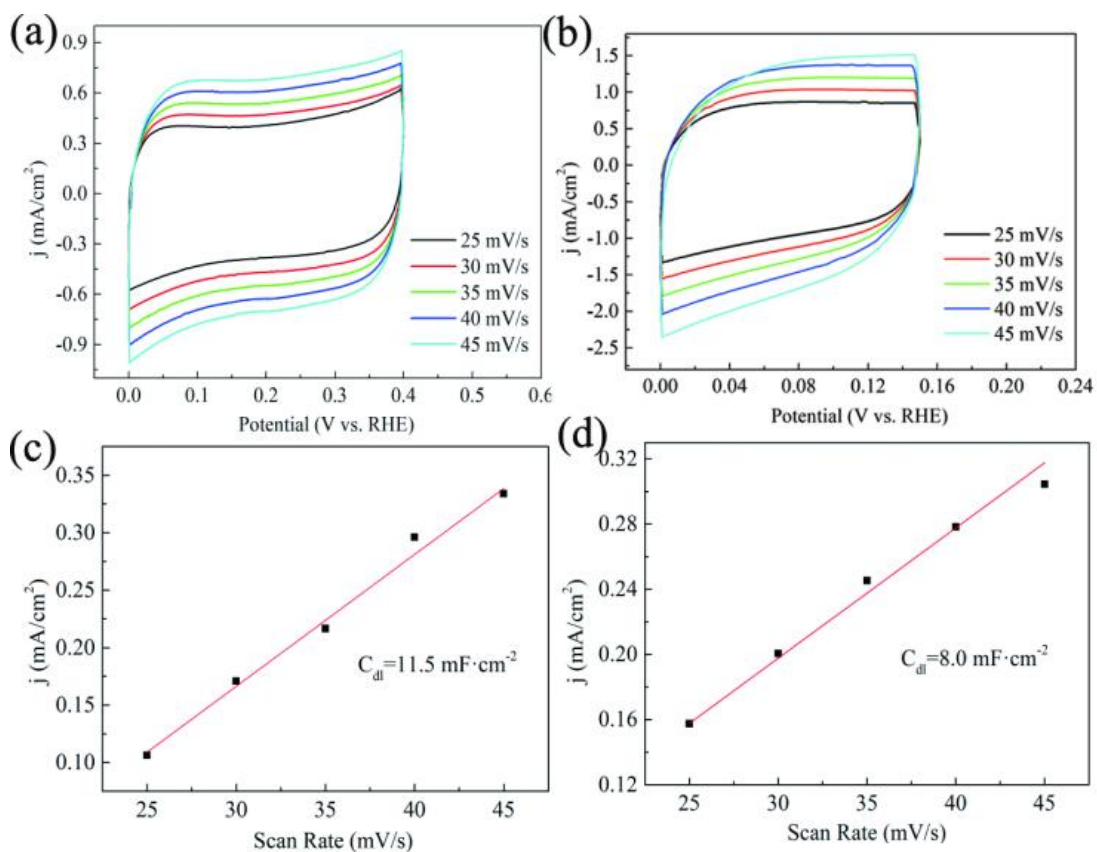 (a)
0.9
0.6
0.3
0.0
-0.3
-0.6
-0.9
j (mA/cm²)
25 mV/s
30 mV/s
35 mV/s
40 mV/s
45 mV/s
0.0 0.1 0.2 0.3 0.4 0.5 0.6
Potential (V vs. RHE)
(b)
1.5
1.0
0.5
0.0
-0.5
-1.0
-1.5
-2.0
-2.5
j (mA/cm²)
25 mV/s
30 mV/s
35 mV/s
40 mV/s
45 mV/s
0.00 0.04 0.08 0.12 0.16 0.20 0.24
Potential (V vs. RHE)
(c)
0.35
0.30
0.25
0.20
0.15
0.10
j (mA/cm²)
C_dl=11.5 mF·cm⁻²
25 30 35 40 45
Scan Rate (mV/s)
(d)
0.32
0.28
0.24
0.20
0.16
0.12
j (mA/cm²)
C_dl=8.0 mF·cm⁻²
25 30 35 40 45
Scan Rate (mV/s)